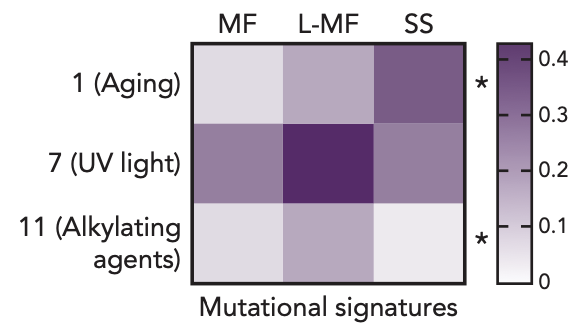 MF L-MF SS
1 (Aging) * 0.4
0.3
7 (UV light) 0.2
11 (Alkylating * 0.1
agents) 0
Mutational signatures